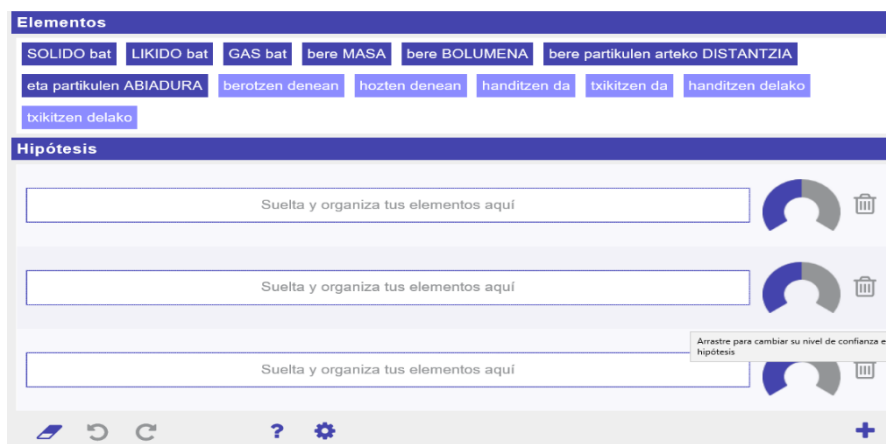 Elementos
SOLIDO bat LIKIDO bat GAS bat bere MASA bere BOLUMENA bere partikulen arteko DISTANTZIA
eta partikulen ABIADURA berotzen denean hozten denean handitzen da txikitzen da handitzen delako
txikitzen delako
Hipótesis
Suelta y organiza tus elementos aquí
Suelta y organiza tus elementos aquí
Arrastre para cambiar su nivel de confianza e
hipótesis
Suelta y organiza tus elementos aquí
?